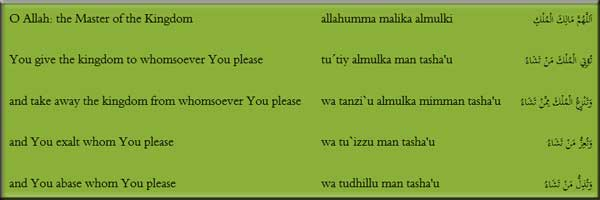 O Allah: the Master of the Kingdom allahumma malika almulki اَللَّهُمَّ مَالِكَ الْمُلْكِ
You give the kingdom to whomsoever You please tu´tiy almulka man tasha'u تُؤْتِي الْمُلْكَ مَنْ تَشَاءُ
and take away the kingdom from whomsoever You please wa tanzi`u almulka mimman tasha'u وَتَنْزِعُ الْمُلْكَ مِمَّنْ تَشَاءُ
and You exalt whom You please wa tu`izzu man tasha'u وَتُعِزُّ مَنْ تَشَاءُ
and You abase whom You please wa tudhillu man tasha'u وَتُذِلُّ مَنْ تَشَاءُ